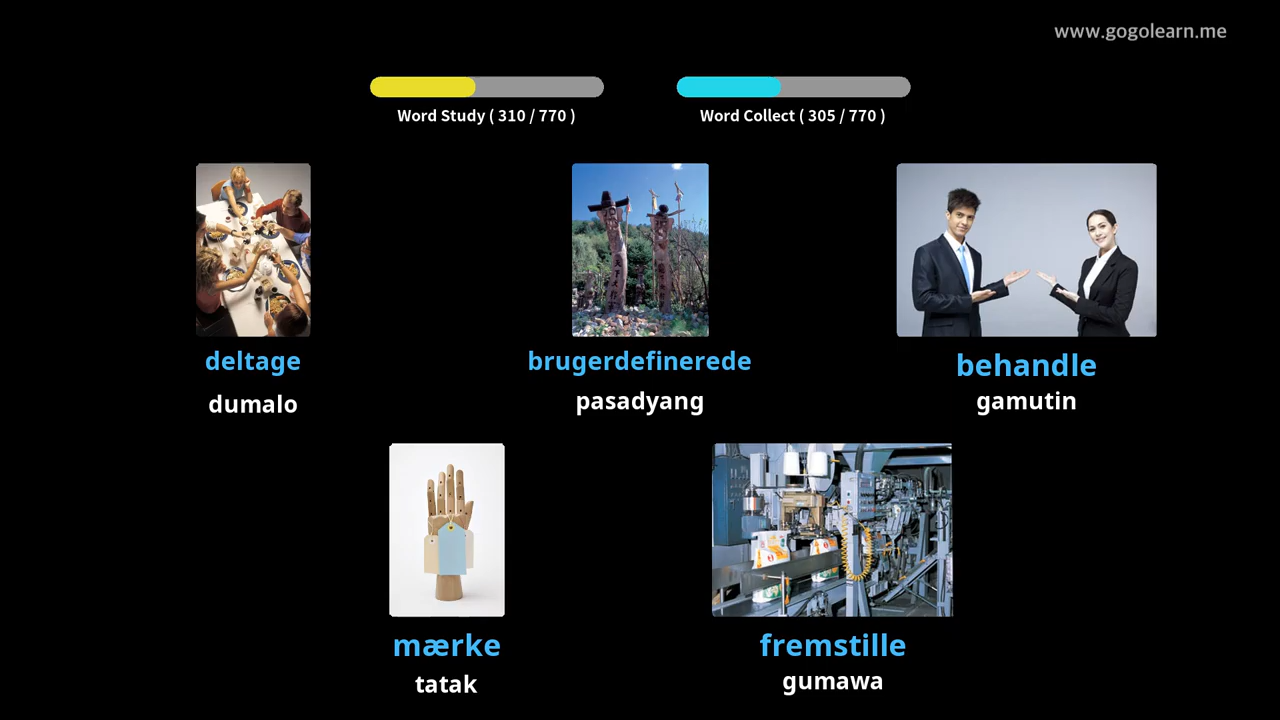 www.gogolearn.me
Word Study ( 310 / 770 )
Word Collect ( 305 / 770 )
deltage
dumalo
brugerdefinerede
pasadyang
behandle
gamutin
mærke
tatak
fremstille
gumawa